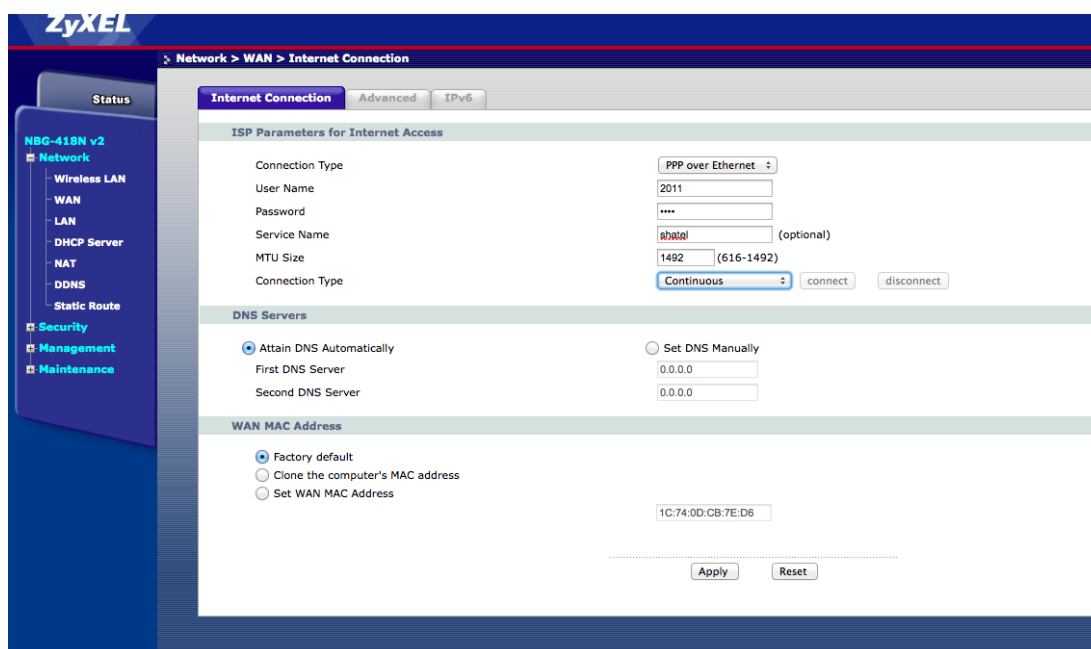 ZyXEL
Network > WAN > Internet Connection
Status
NBG-418N v2
Network
Wireless LAN
WAN
LAN
DHCP Server
NAT
DDNS
Static Route
Security
Management
Maintenance
Internet Connection Advanced IPv6
ISP Parameters for Internet Access
Connection Type PPP over Ethernet
User Name 2011
Password ••••
Service Name shatel (optional)
MTU Size 1492 (616-1492)
Connection Type Continuous connect disconnect
DNS Servers
Attain DNS Automatically Set DNS Manually
First DNS Server 0.0.0.0
Second DNS Server 0.0.0.0
WAN MAC Address
Factory default
Clone the computer's MAC address
Set WAN MAC Address
1C:74:0D:CB:7E:D6
Apply Reset